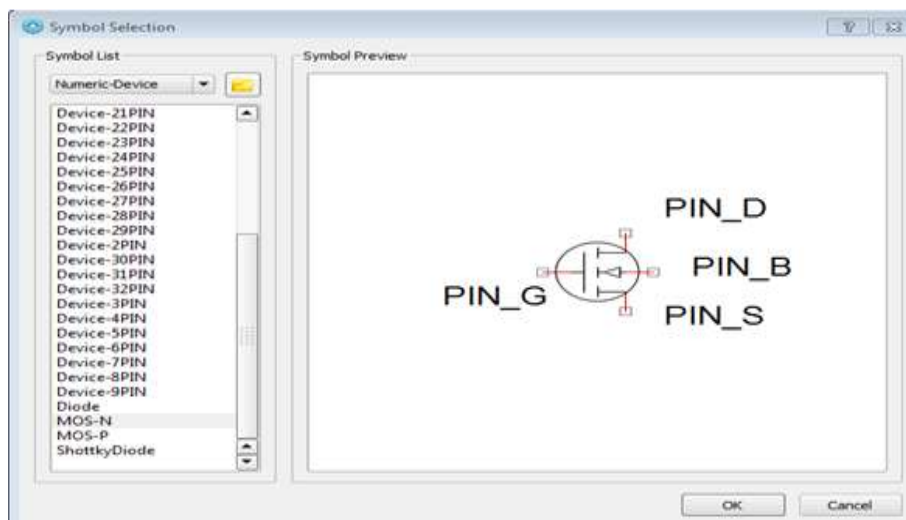 Symbol Selection
Symbol List
Numeric-Device
Device-21PIN
Device-22PIN
Device-23PIN
Device-24PIN
Device-25PIN
Device-26PIN
Device-27PIN
Device-28PIN
Device-29PIN
Device-2PIN
Device-30PIN
Device-31PIN
Device-32PIN
Device-3PIN
Device-4PIN
Device-5PIN
Device-6PIN
Device-7PIN
Device-8PIN
Device-9PIN
Diode
MOS-N
MOS-P
ShottkyDiode
Symbol Preview
PIN_D
PIN_B
PIN_G
PIN_S
OK
Cancel